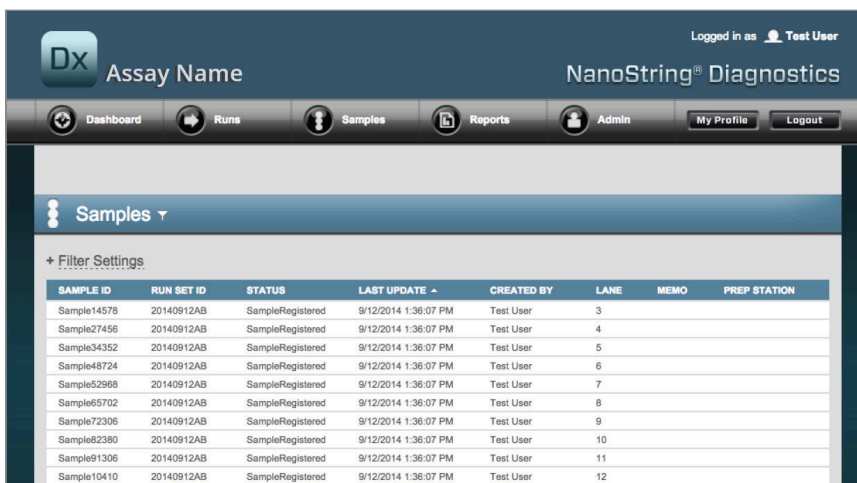 Logged in as Test User
Dx Assay Name
NanoString® Diagnostics
Dashboard Runs Samples Reports Admin My Profile Logout
Samples
+ Filter Settings
SAMPLE ID RUN SET ID STATUS LAST UPDATE CREATED BY LANE MEMO PREP STATION
Sample14578 20140912AB SampleRegistered 9/12/2014 1:36:07 PM Test User 3
Sample27456 20140912AB SampleRegistered 9/12/2014 1:36:07 PM Test User 4
Sample34352 20140912AB SampleRegistered 9/12/2014 1:36:07 PM Test User 5
Sample48724 20140912AB SampleRegistered 9/12/2014 1:36:07 PM Test User 6
Sample52968 20140912AB SampleRegistered 9/12/2014 1:36:07 PM Test User 7
Sample65702 20140912AB SampleRegistered 9/12/2014 1:36:07 PM Test User 8
Sample72306 20140912AB SampleRegistered 9/12/2014 1:36:07 PM Test User 9
Sample82380 20140912AB SampleRegistered 9/12/2014 1:36:07 PM Test User 10
Sample91306 20140912AB SampleRegistered 9/12/2014 1:36:07 PM Test User 11
Sample10410 20140912AB SampleRegistered 9/12/2014 1:36:07 PM Test User 12